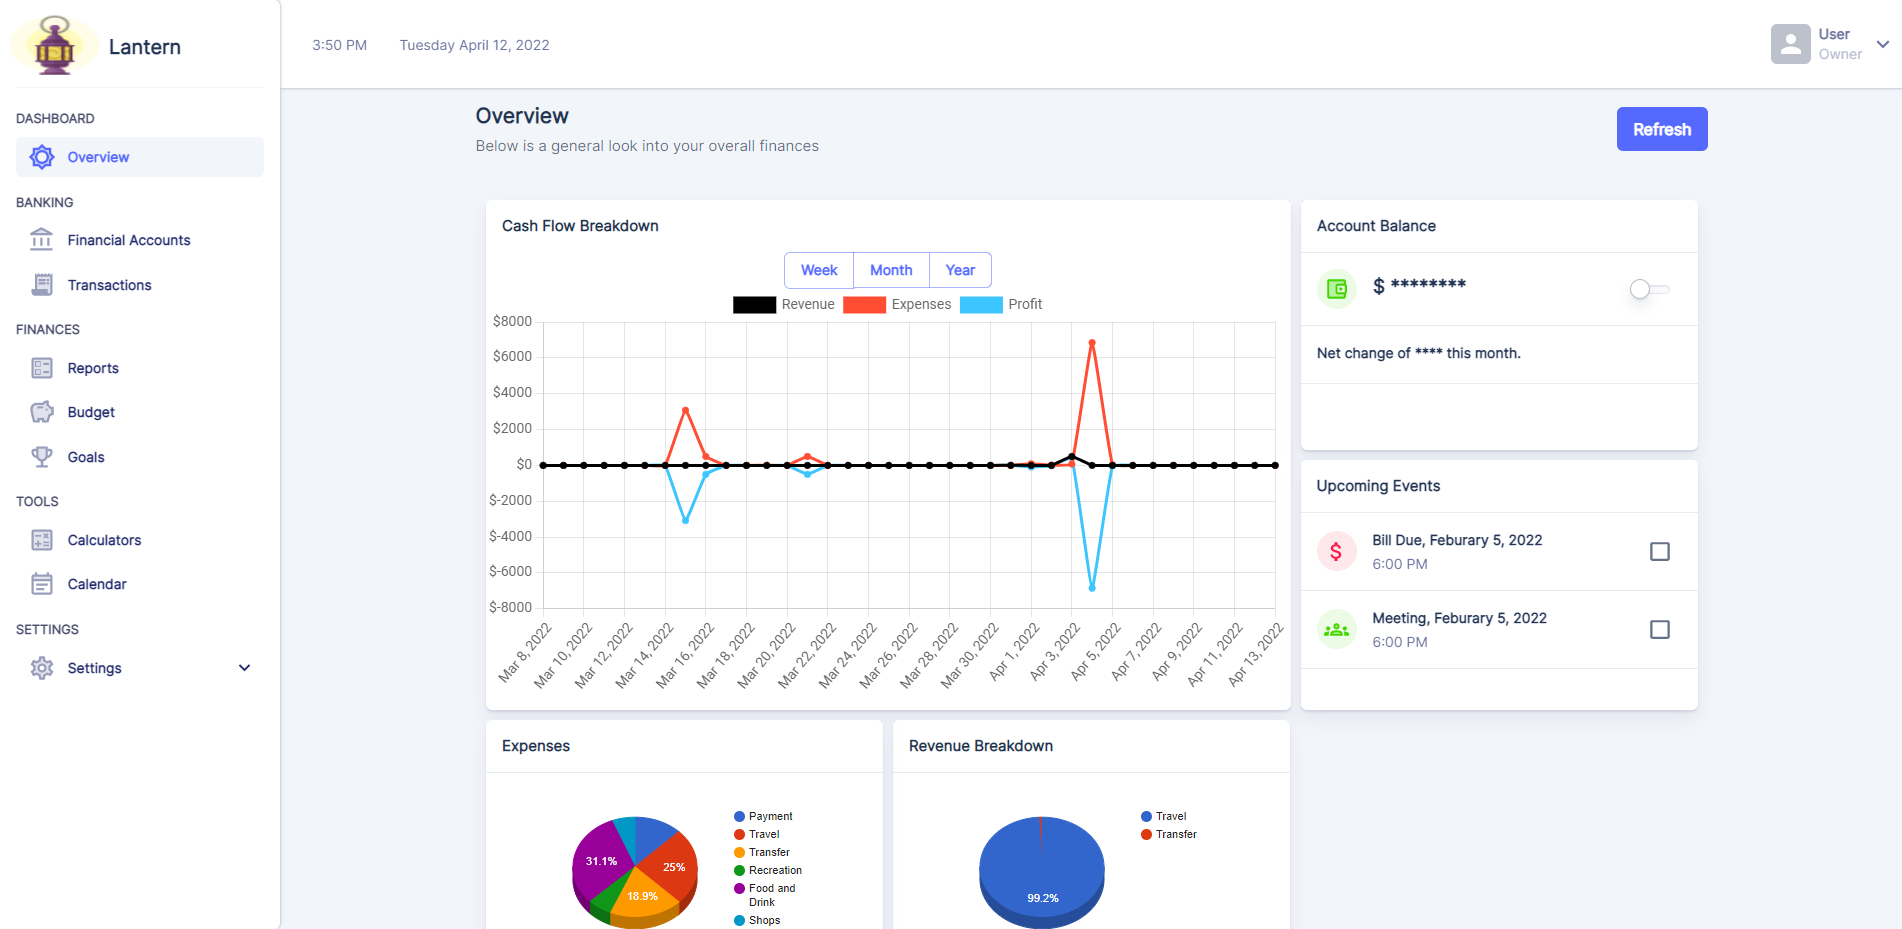 Lantern
3:50 PM Tuesday April 12, 2022
User
Owner
DASHBOARD
Overview
BANKING
Financial Accounts
Transactions
FINANCES
Reports
Budget
Goals
TOOLS
Calculators
Calendar
SETTINGS
Settings
Overview
Below is a general look into your overall finances
Refresh
Cash Flow Breakdown
Week Month Year
Revenue Expenses Profit
$8000
$6000
$4000
$2000
$0
$-2000
$-4000
$-6000
$-8000
Mar 8, 2022
Mar 10, 2022
Mar 12, 2022
Mar 14, 2022
Mar 16, 2022
Mar 18, 2022
Mar 20, 2022
Mar 22, 2022
Mar 24, 2022
Mar 26, 2022
Mar 28, 2022
Mar 30, 2022
Apr 1, 2022
Apr 3, 2022
Apr 5, 2022
Apr 7, 2022
Apr 9, 2022
Apr 11, 2022
Apr 13, 2022
Account Balance
$ ********
Net change of **** this month.
Upcoming Events
$
Bill Due, Feburary 5, 2022
6:00 PM
Meeting, Feburary 5, 2022
6:00 PM
Expenses
31.1%
25%
18.9%
Payment
Travel
Transfer
Recreation
Food and
Drink
Shops
Revenue Breakdown
99.2%
Travel
Transfer